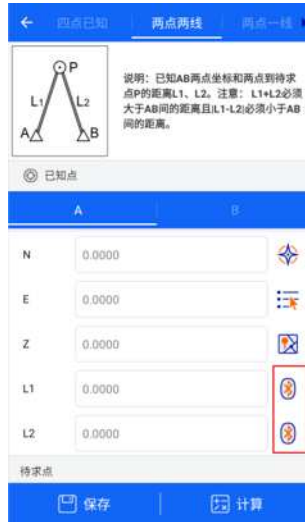 四点已知 两点两线 两点一线
P
L1 L2
A B
说明：已知AB两点坐标和两点到待求
点P的距离L1、L2。注意： L1+L2必须
大于AB间的距离且|L1-L2|必须小于AB
间的距离。
已知点
A B
N 0.0000
E 0.0000
Z 0.0000
L1 0.0000
L2 0.0000
待求点
保存 计算